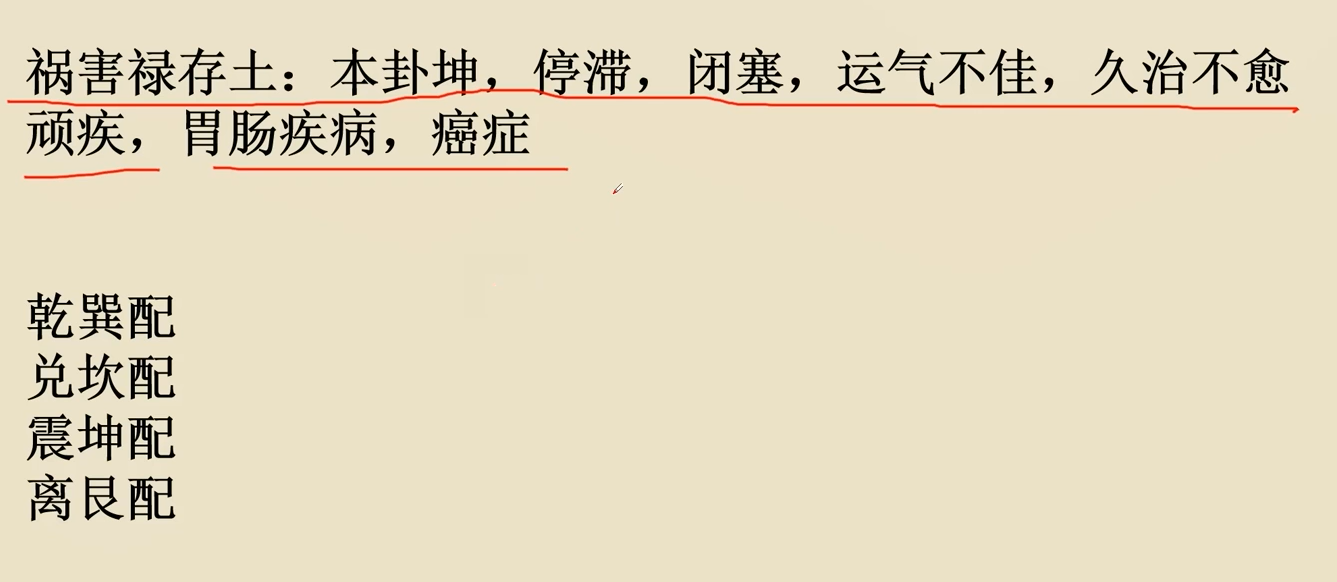 祸害禄存土：本卦坤，停滞，闭塞，运气不佳，久治不愈
顽疾，胃肠疾病，癌症
乾巽配
兑坎配
震坤配
离艮配